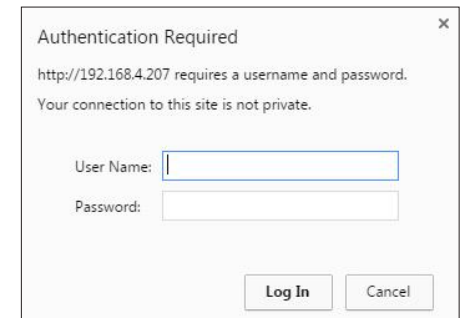 Authentication Required
http://192.168.4.207 requires a username and password.
Your connection to this site is not private.
User Name:
Password:
Log In Cancel